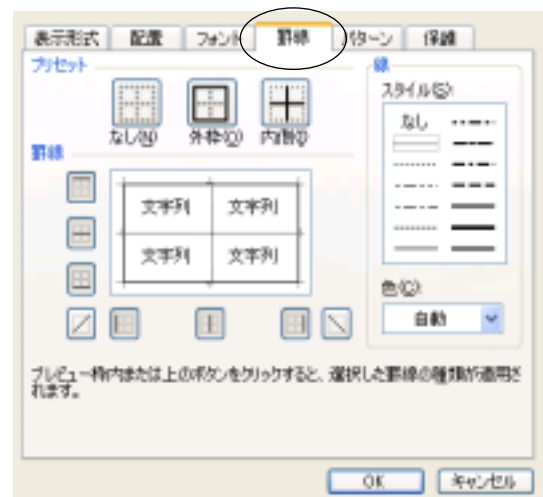 表示形式 配置 フォント 罫線 パターン 保護
プリセット
なし(N) 外枠(O) 内側(I)
罫線
文字列 文字列
文字列 文字列
線
スタイル(S):
なし
色(C):
自動
プレビュー枠内または上のボタンをクリックすると、選択した罫線の種類が適用さ
れます。
OK キャンセル